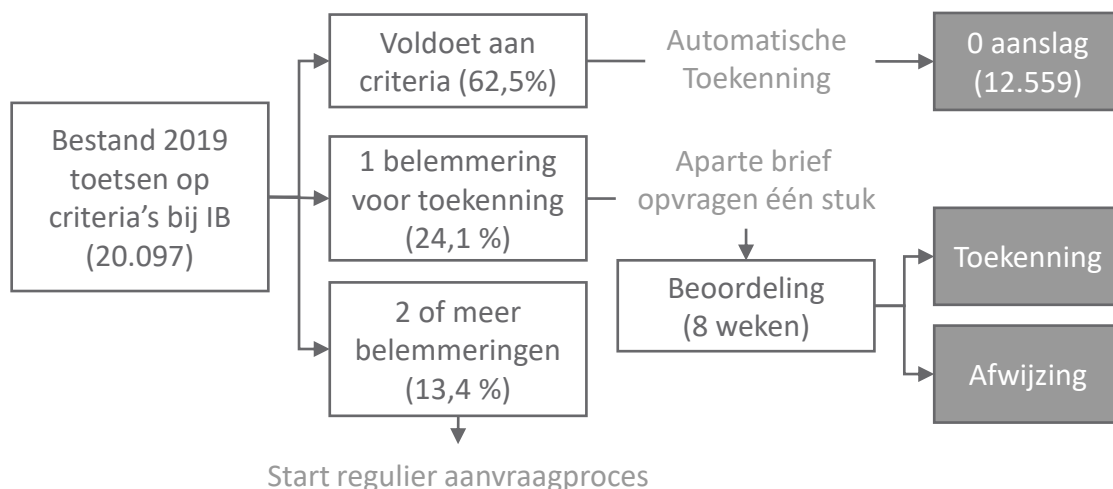 Bestand 2019
toetsen op
criteria's bij IB
(20.097)
Voldoet aan
criteria (62,5%)
Automatische
Toekenning
0 aanslag
(12.559)
1 belemmering
voor toekenning
(24,1 %)
Aparte brief
opvragen één stuk
Beoordeling
(8 weken)
Toekenning
Afwijzing
2 of meer
belemmeringen
(13,4 %)
Start regulier aanvraagproces